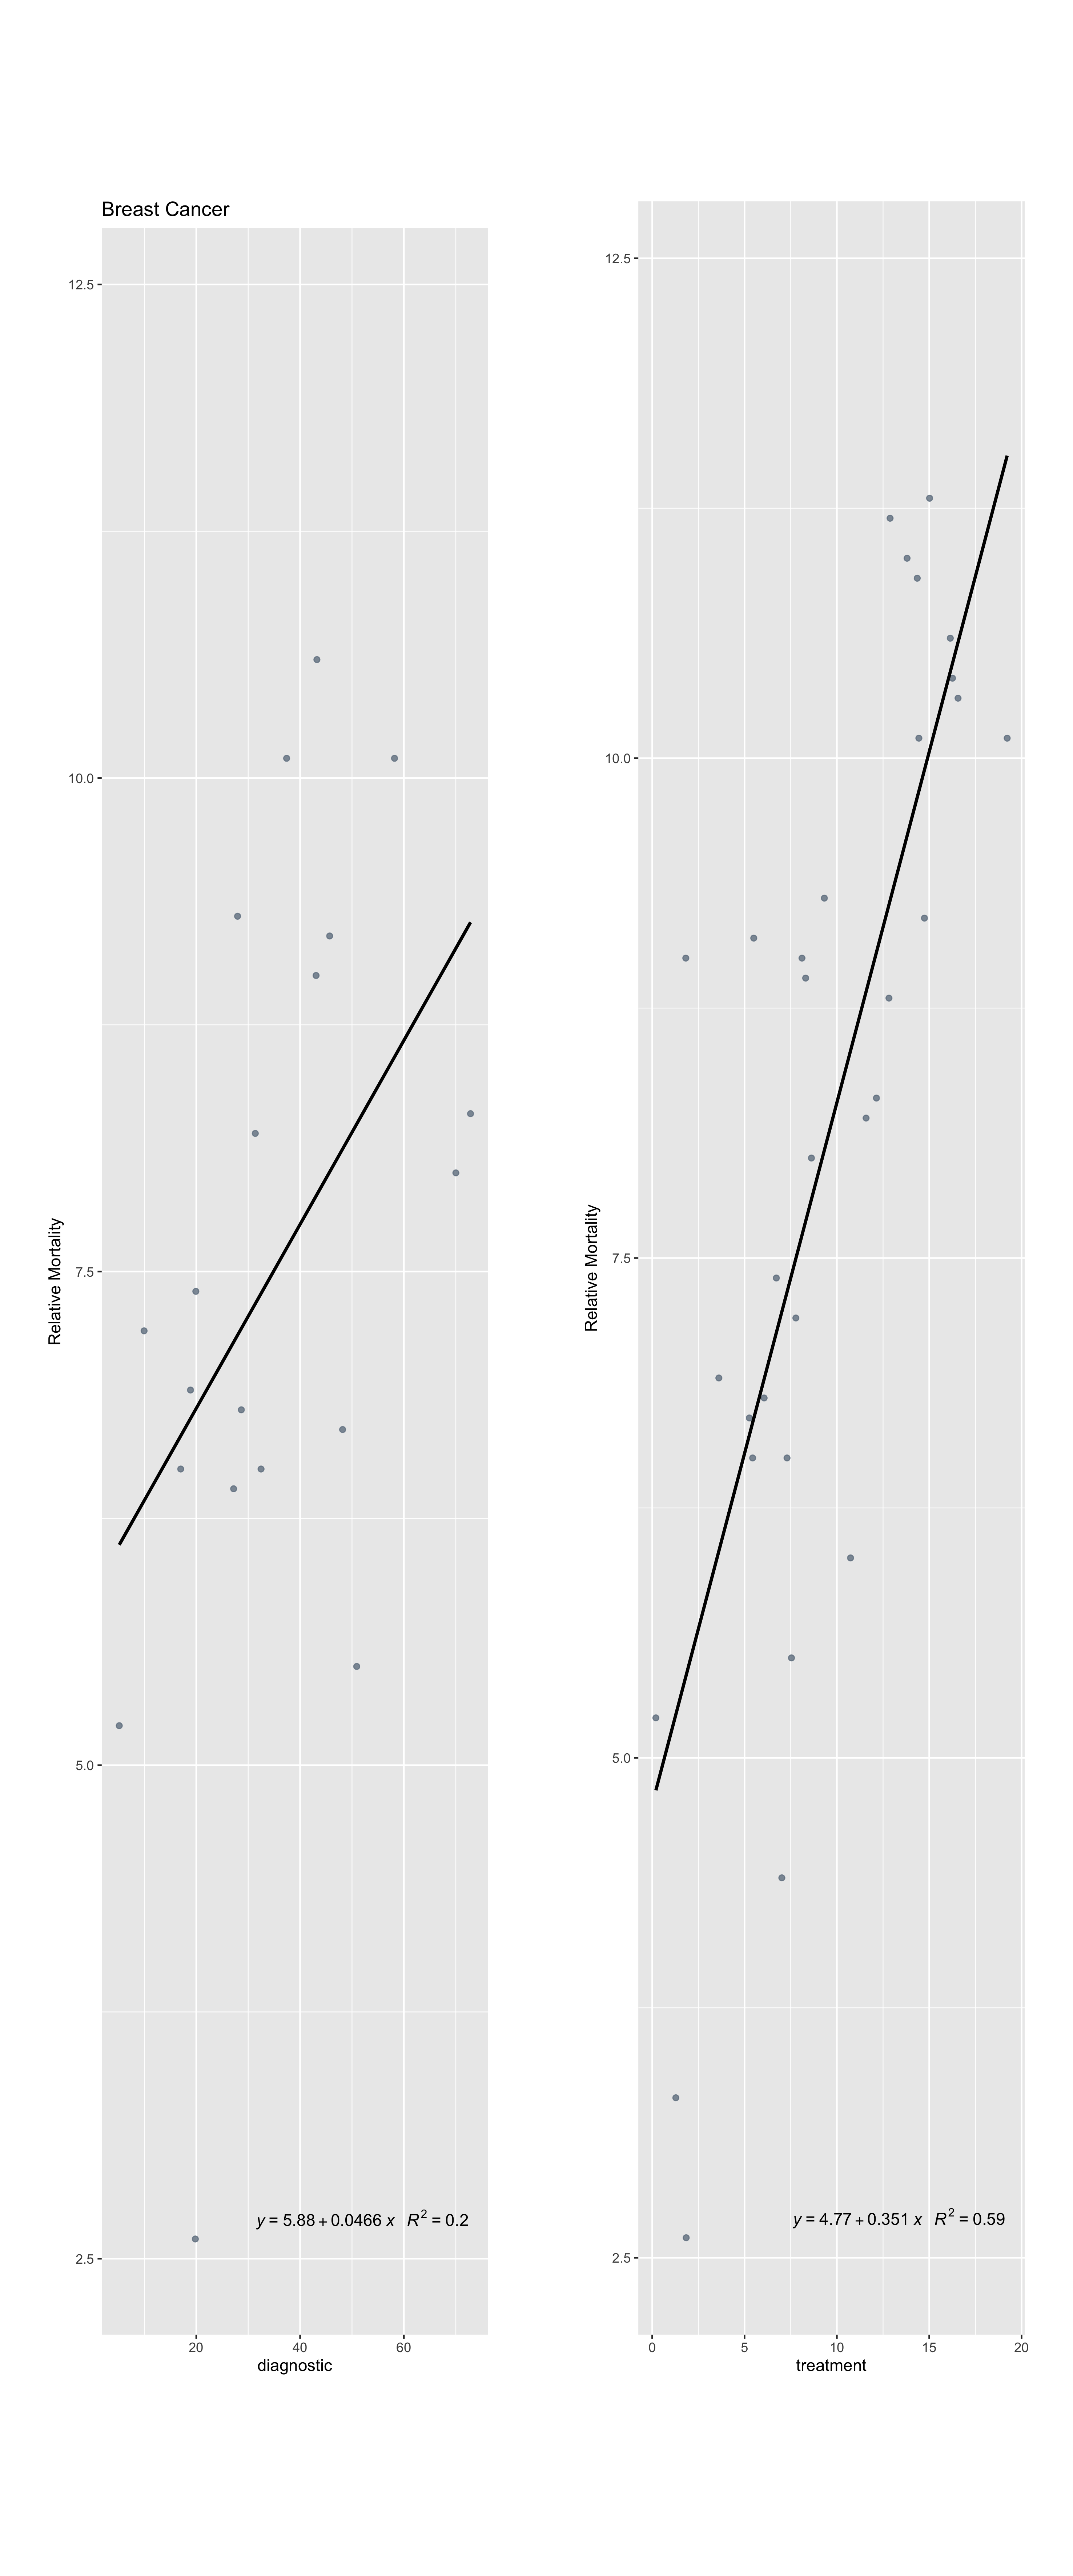 Breast Cancer
12.5
10.0
7.5
5.0
2.5
Relative Mortality
y = 5.88 + 0.0466 x R² = 0.2
20 40 60
diagnostic
12.5
10.0
7.5
5.0
2.5
Relative Mortality
y = 4.77 + 0.351 x R² = 0.59
0 5 10 15 20
treatment